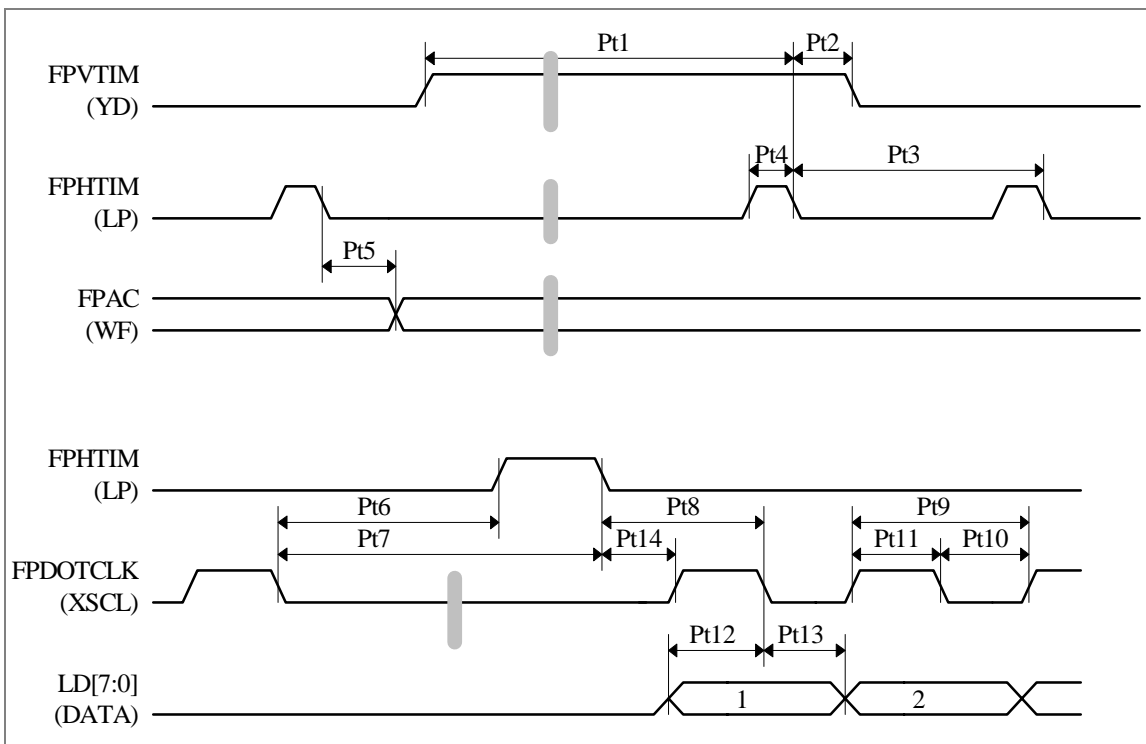 Pt1
Pt2
FPVTIM
(YD)
Pt4
Pt3
FPHTIM
(LP)
Pt5
FPAC
(WF)
FPHTIM
(LP)
Pt6
Pt8
Pt9
Pt7
Pt14
Pt11
Pt10
FPDOTCLK
(XSCL)
Pt12
Pt13
LD[7:0]
(DATA)
1
2